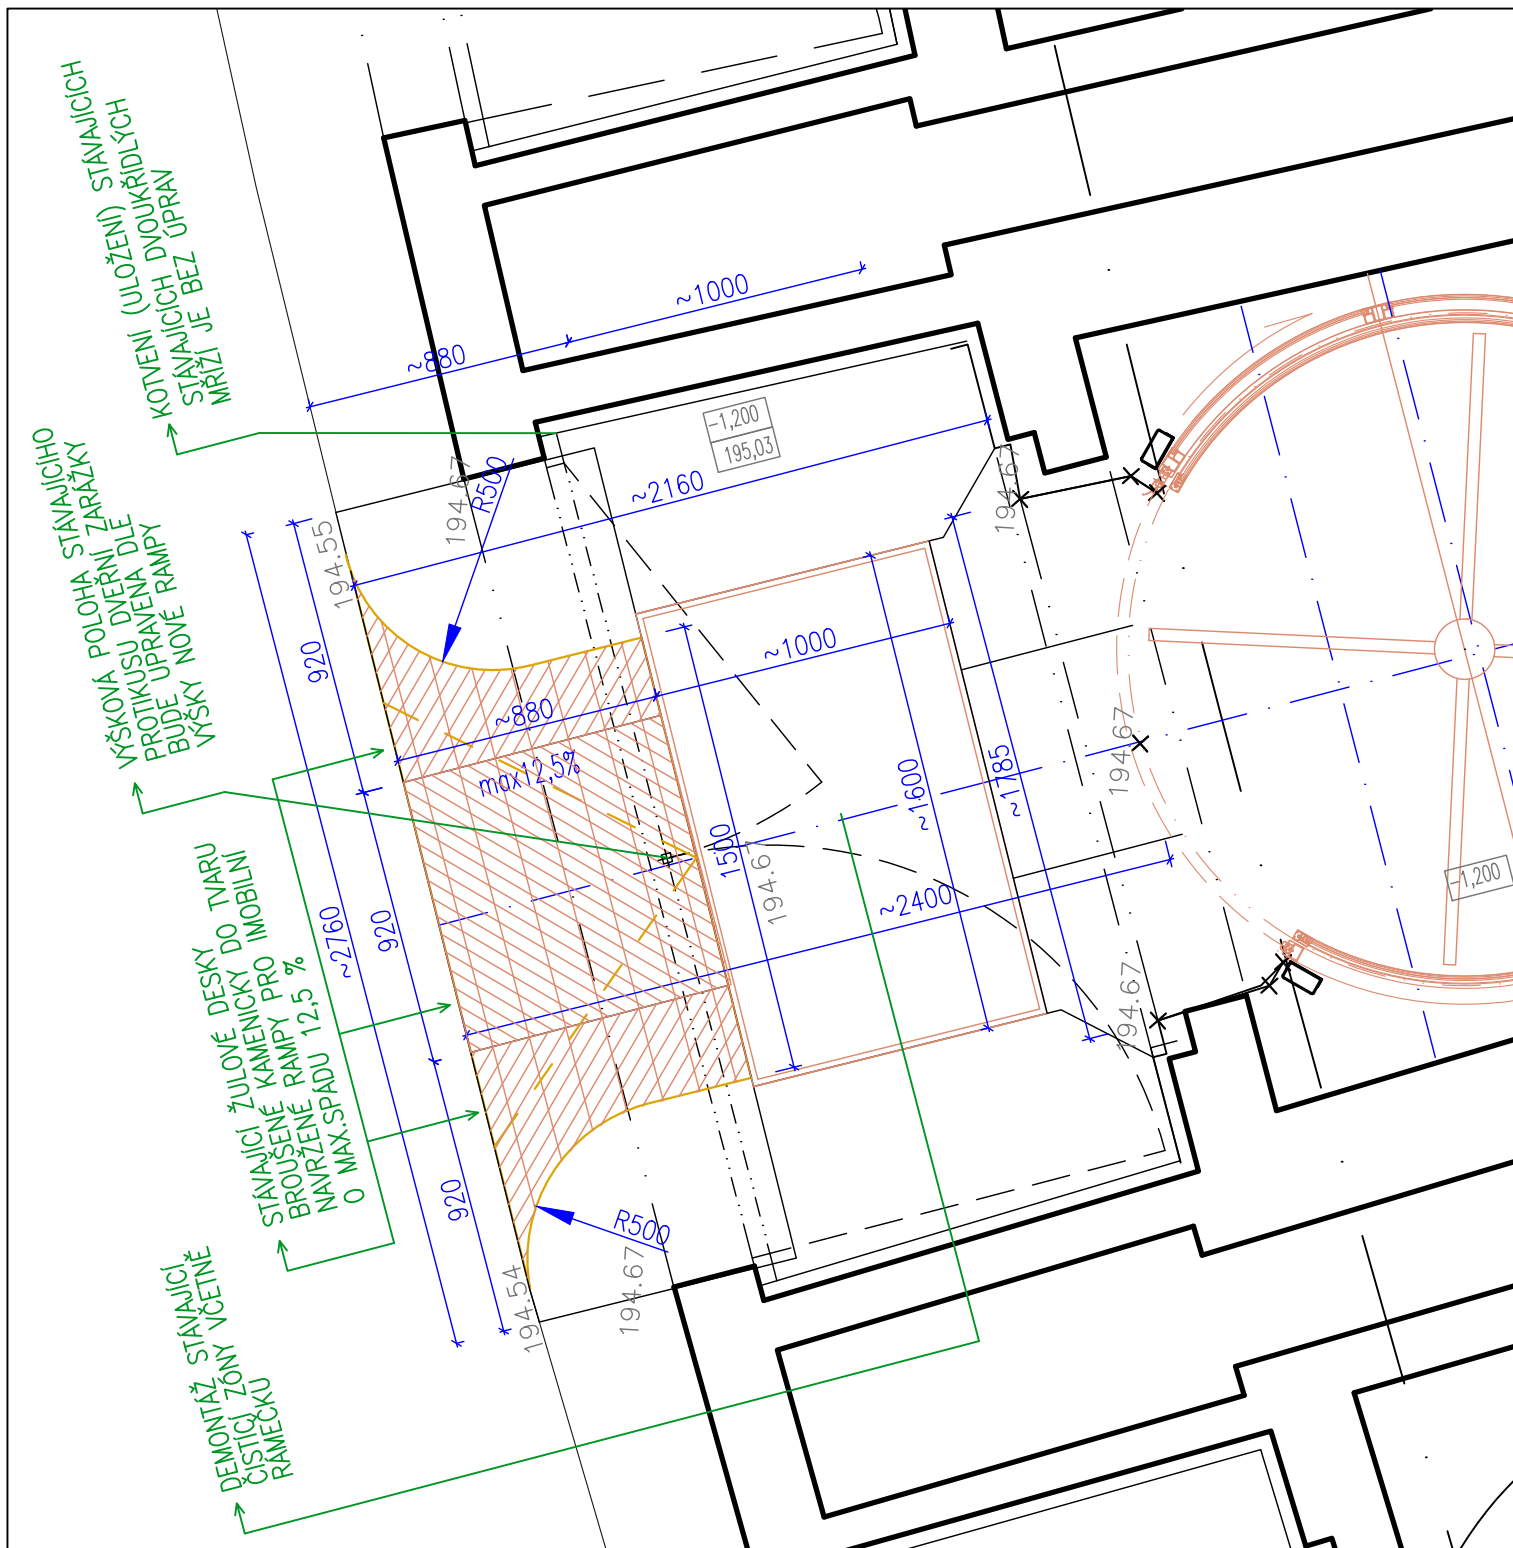 KOTVENÍ (ULOŽENÍ) STÁVAJÍCÍCH
STÁVAJÍCÍCH DVOUKŘÍDLÝCH
MŘÍŽÍ JE BEZ ÚPRAV
VÝŠKOVÁ POLOHA STÁVAJÍCÍHO
PROTIKUSU DVEŘNÍ ZARÁŽKY
BUDE UPRAVENA DLE
VÝŠKY NOVÉ RAMPY
STÁVAJÍCÍ ŽULOVÉ DESKY
BROUŠENÉ KAMENICKY DO TVARU
NAVRŽENÉ RAMPY PRO IMOBILNÍ
O MAX.SPÁDU 12,5 %
DEMONTÁŽ STÁVAJÍCÍ
ČISTÍCÍ ZÓNY VČETNĚ
RÁMEČKU
~880
~1000
-1,200
195,03
~2160
R500
194.67
194.55
194.67
920
~880
~1000
max12,5%
1500
194.67
~1600
~1785
194.67
~2400
~2760
920
-1,200
194.67
920
R500
194.54
194.67